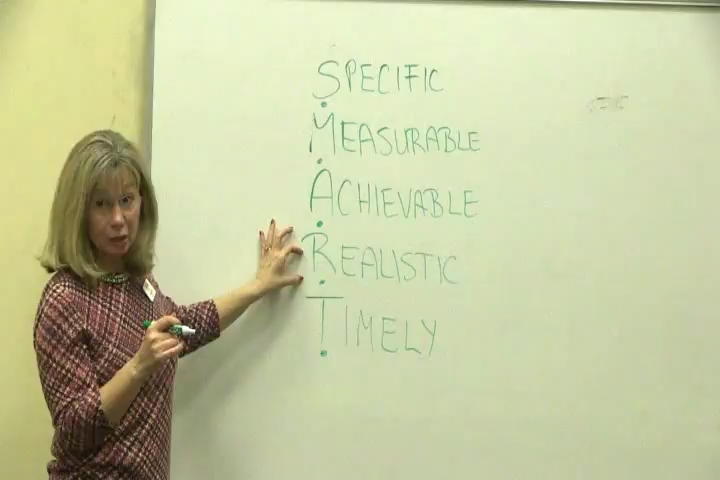 SPECIFIC
MEASURABLE
ACHIEVABLE
REALISTIC
TIMELY